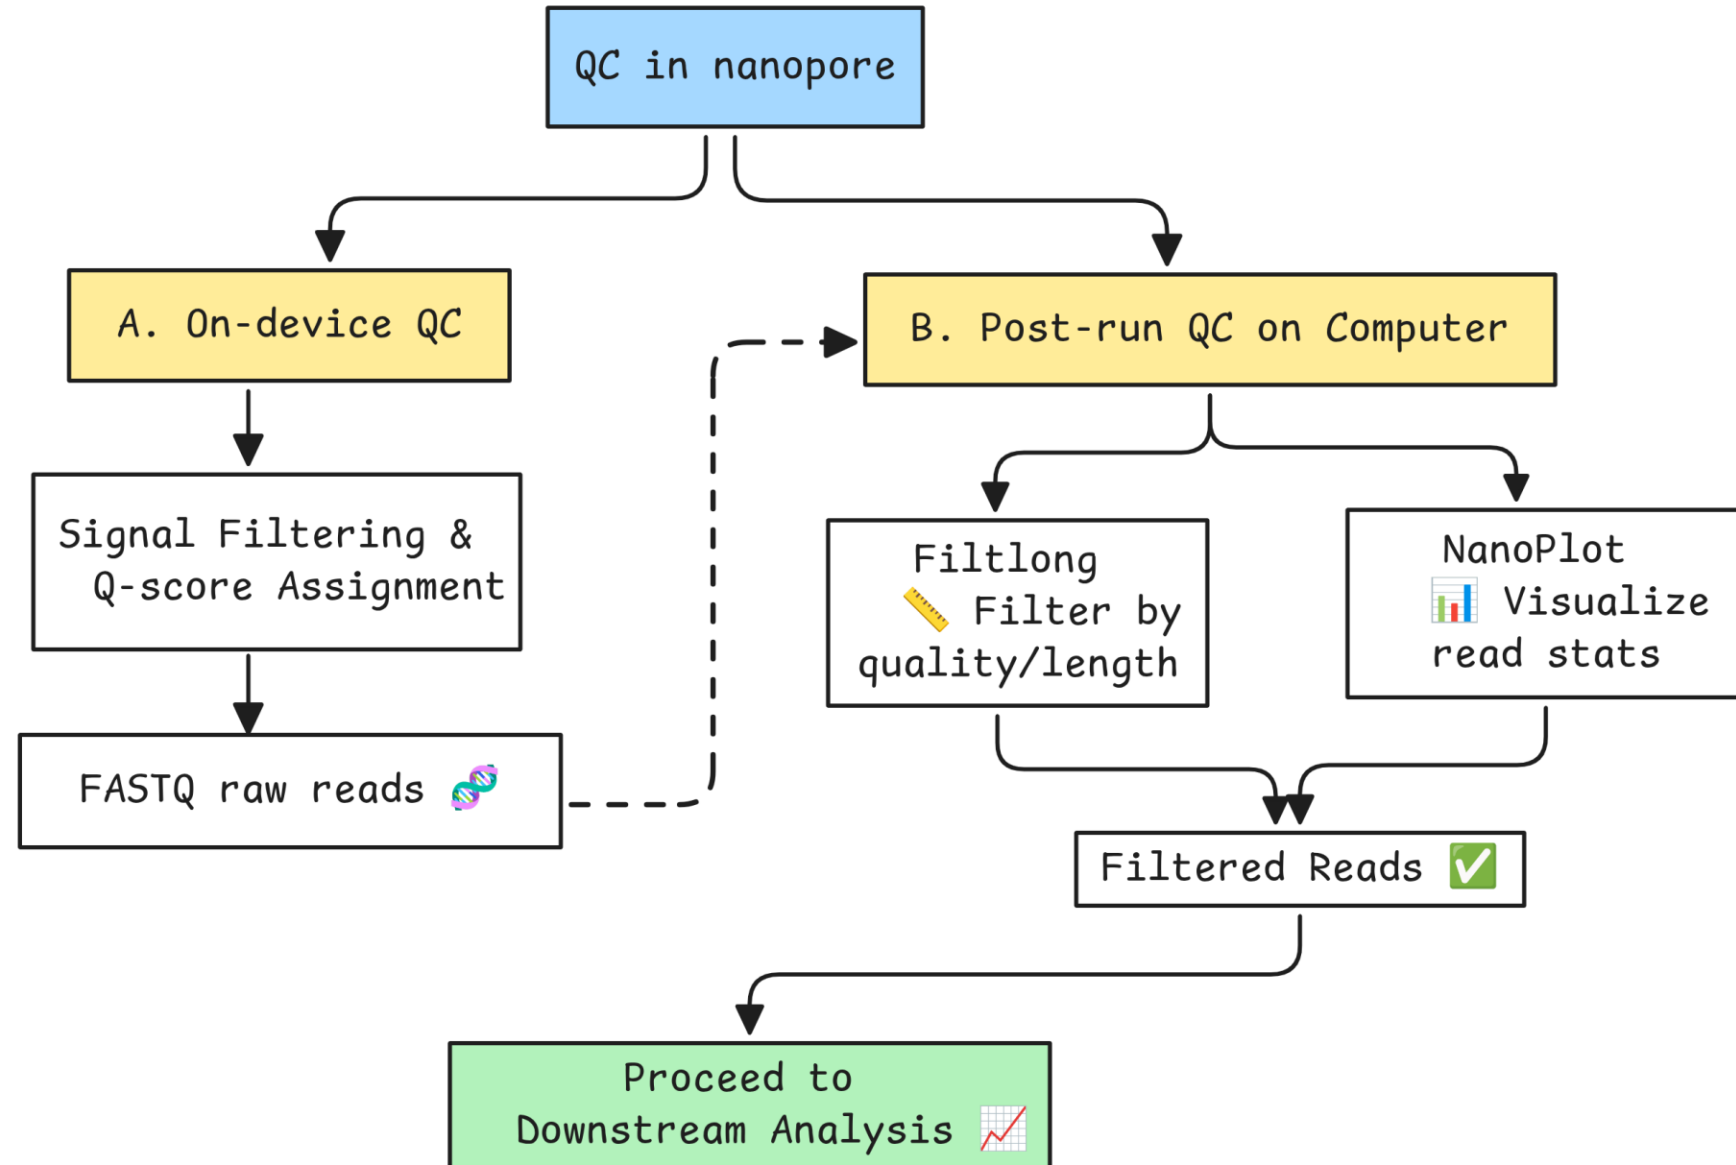 QC in nanopore
A. On-device QC
B. Post-run QC on Computer
Signal Filtering &
Q-score Assignment
FASTQ raw reads 🧬
Filtlong
📏 Filter by
quality/length
NanoPlot
📊 Visualize
read stats
Filtered Reads ✅
Proceed to
Downstream Analysis 📈